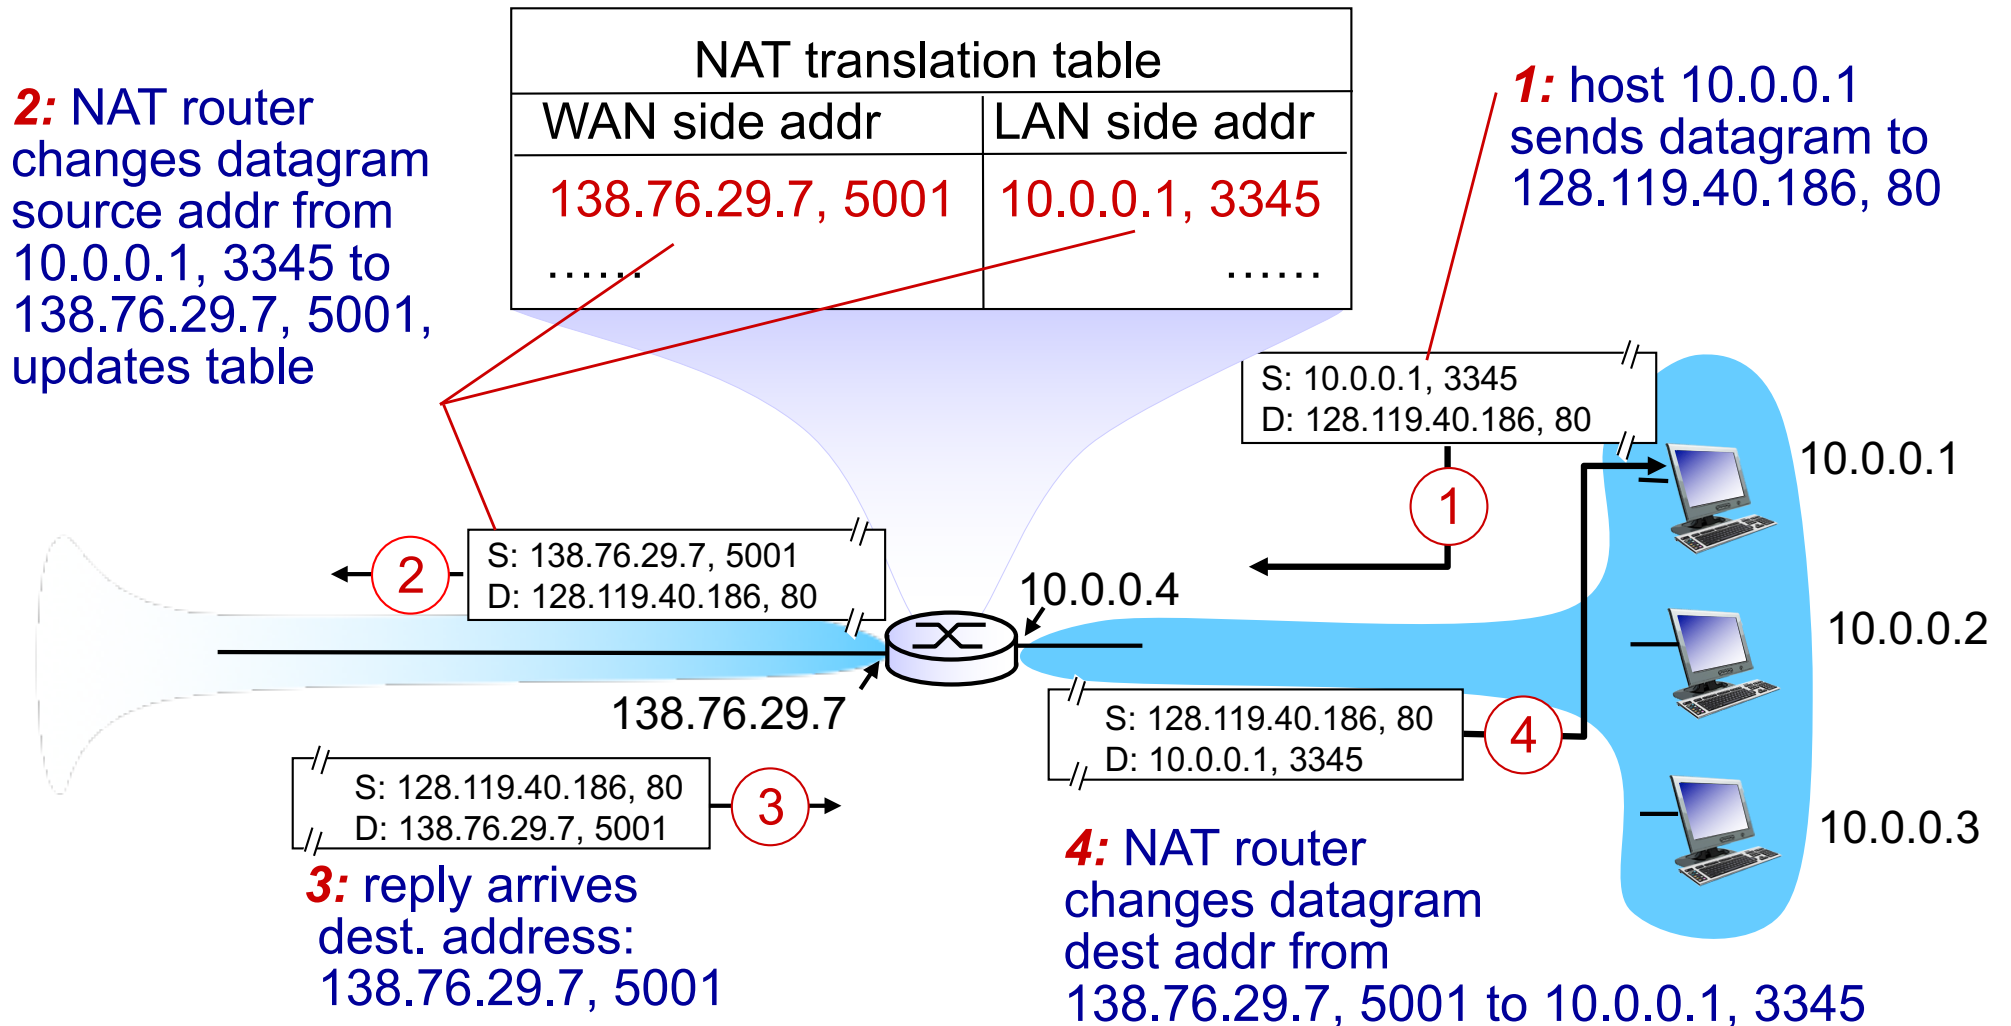 NAT translation table
WAN side addr
LAN side addr
138.76.29.7, 5001
10.0.0.1, 3345
......
......
2: NAT router
changes datagram
source addr from
10.0.0.1, 3345 to
138.76.29.7, 5001,
updates table
1: host 10.0.0.1
sends datagram to
128.119.40.186, 80
S: 10.0.0.1, 3345
D: 128.119.40.186, 80
1
10.0.0.1
S: 138.76.29.7, 5001
D: 128.119.40.186, 80
2
10.0.0.4
10.0.0.2
138.76.29.7
S: 128.119.40.186, 80
D: 10.0.0.1, 3345
4
S: 128.119.40.186, 80
D: 138.76.29.7, 5001
3
10.0.0.3
3: reply arrives
dest. address:
138.76.29.7, 5001
4: NAT router
changes datagram
dest addr from
138.76.29.7, 5001 to 10.0.0.1, 3345